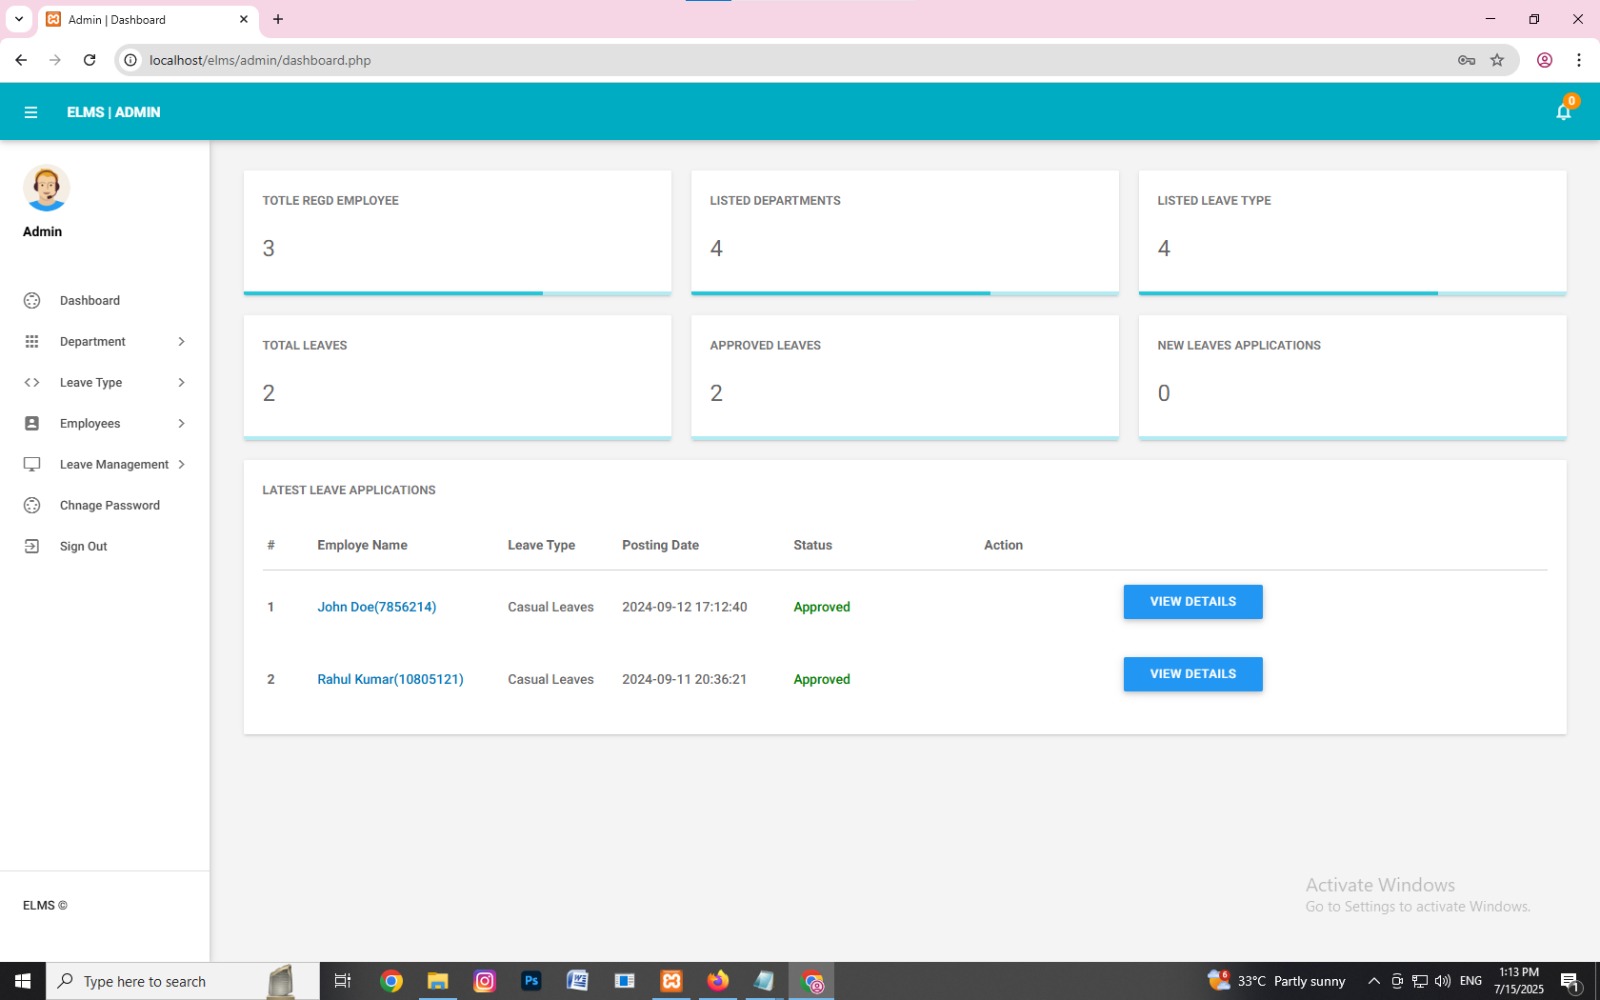 Admin | Dashboard
localhost/elms/admin/dashboard.php
ELMS | ADMIN
0
Admin
Dashboard
Department
Leave Type
Employees
Leave Management
Chnage Password
Sign Out
ELMS ©
TOTLE REGD EMPLOYEE
3
LISTED DEPARTMENTS
4
LISTED LEAVE TYPE
4
TOTAL LEAVES
2
APPROVED LEAVES
2
NEW LEAVES APPLICATIONS
0
LATEST LEAVE APPLICATIONS
# Employe Name Leave Type Posting Date Status Action
1 John Doe(7856214) Casual Leaves 2024-09-12 17:12:40 Approved VIEW DETAILS
2 Rahul Kumar(10805121) Casual Leaves 2024-09-11 20:36:21 Approved VIEW DETAILS
Activate Windows
Go to Settings to activate Windows.
Type here to search
Ps
W
6
33°C Partly sunny
ENG
1:13 PM
7/15/2025
1